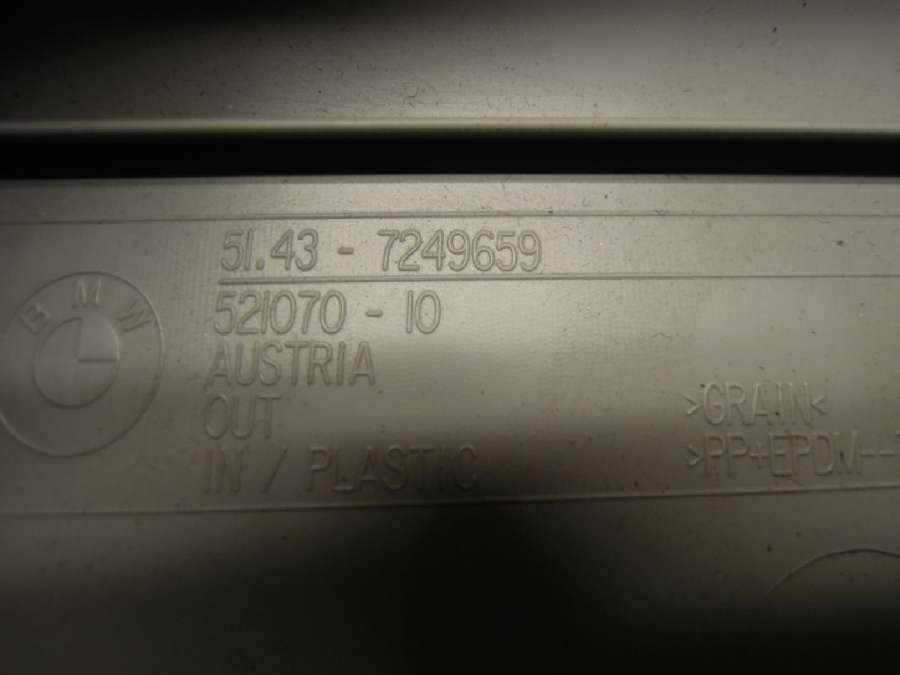 51.43 - 7249659
BMW
521070 - 10
AUSTRIA
OUT
IN / PLASTIC
>GRAIN<
>PP+EPDM--